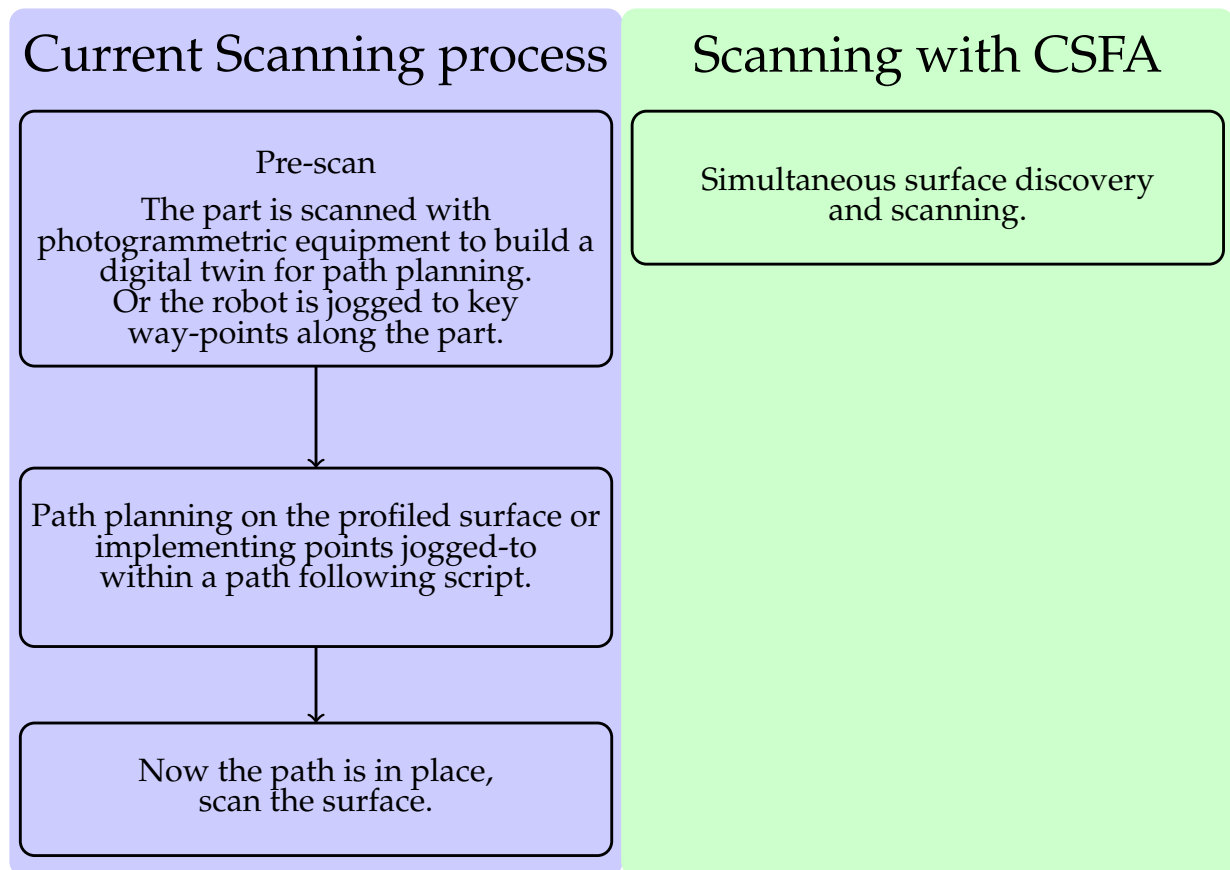 Current Scanning process
Pre-scan
The part is scanned with
photogrammetric equipment to build a
digital twin for path planning.
Or the robot is jogged to key
way-points along the part.
Path planning on the profiled surface or
implementing points jogged-to
within a path following script.
Now the path is in place,
scan the surface.
Scanning with CSFA
Simultaneous surface discovery
and scanning.